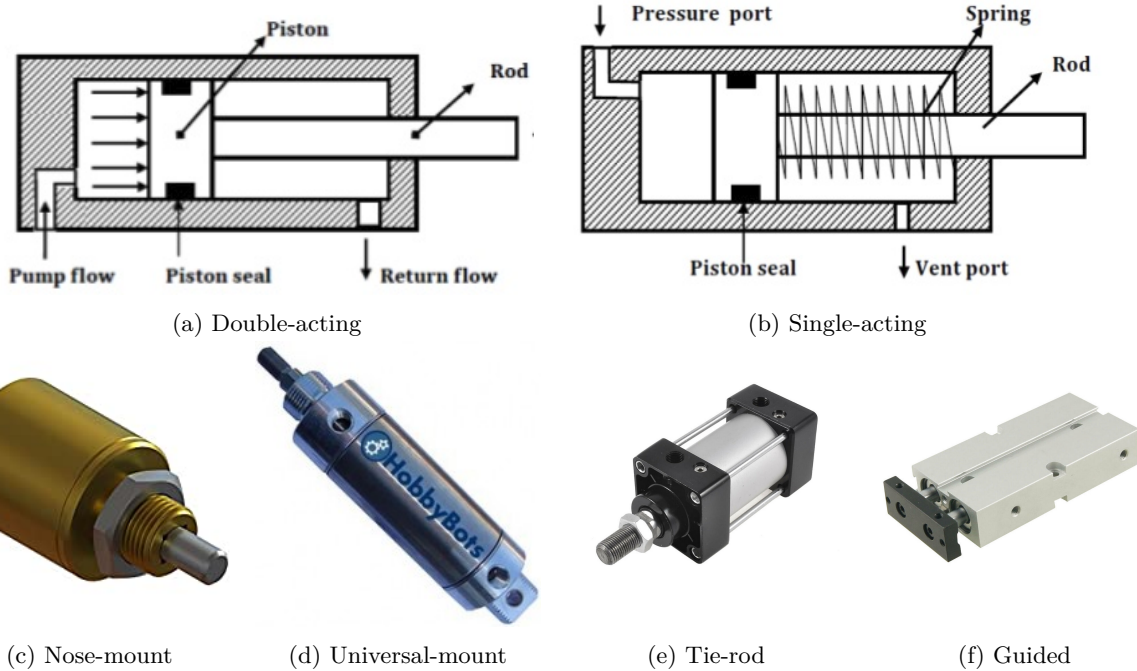 Piston
Rod
Pump flow
Piston seal
Return flow
(a) Double-acting
Pressure port
Spring
Rod
Piston seal
Vent port
(b) Single-acting
HobbyBots
(c) Nose-mount
(d) Universal-mount
(e) Tie-rod
(f) Guided